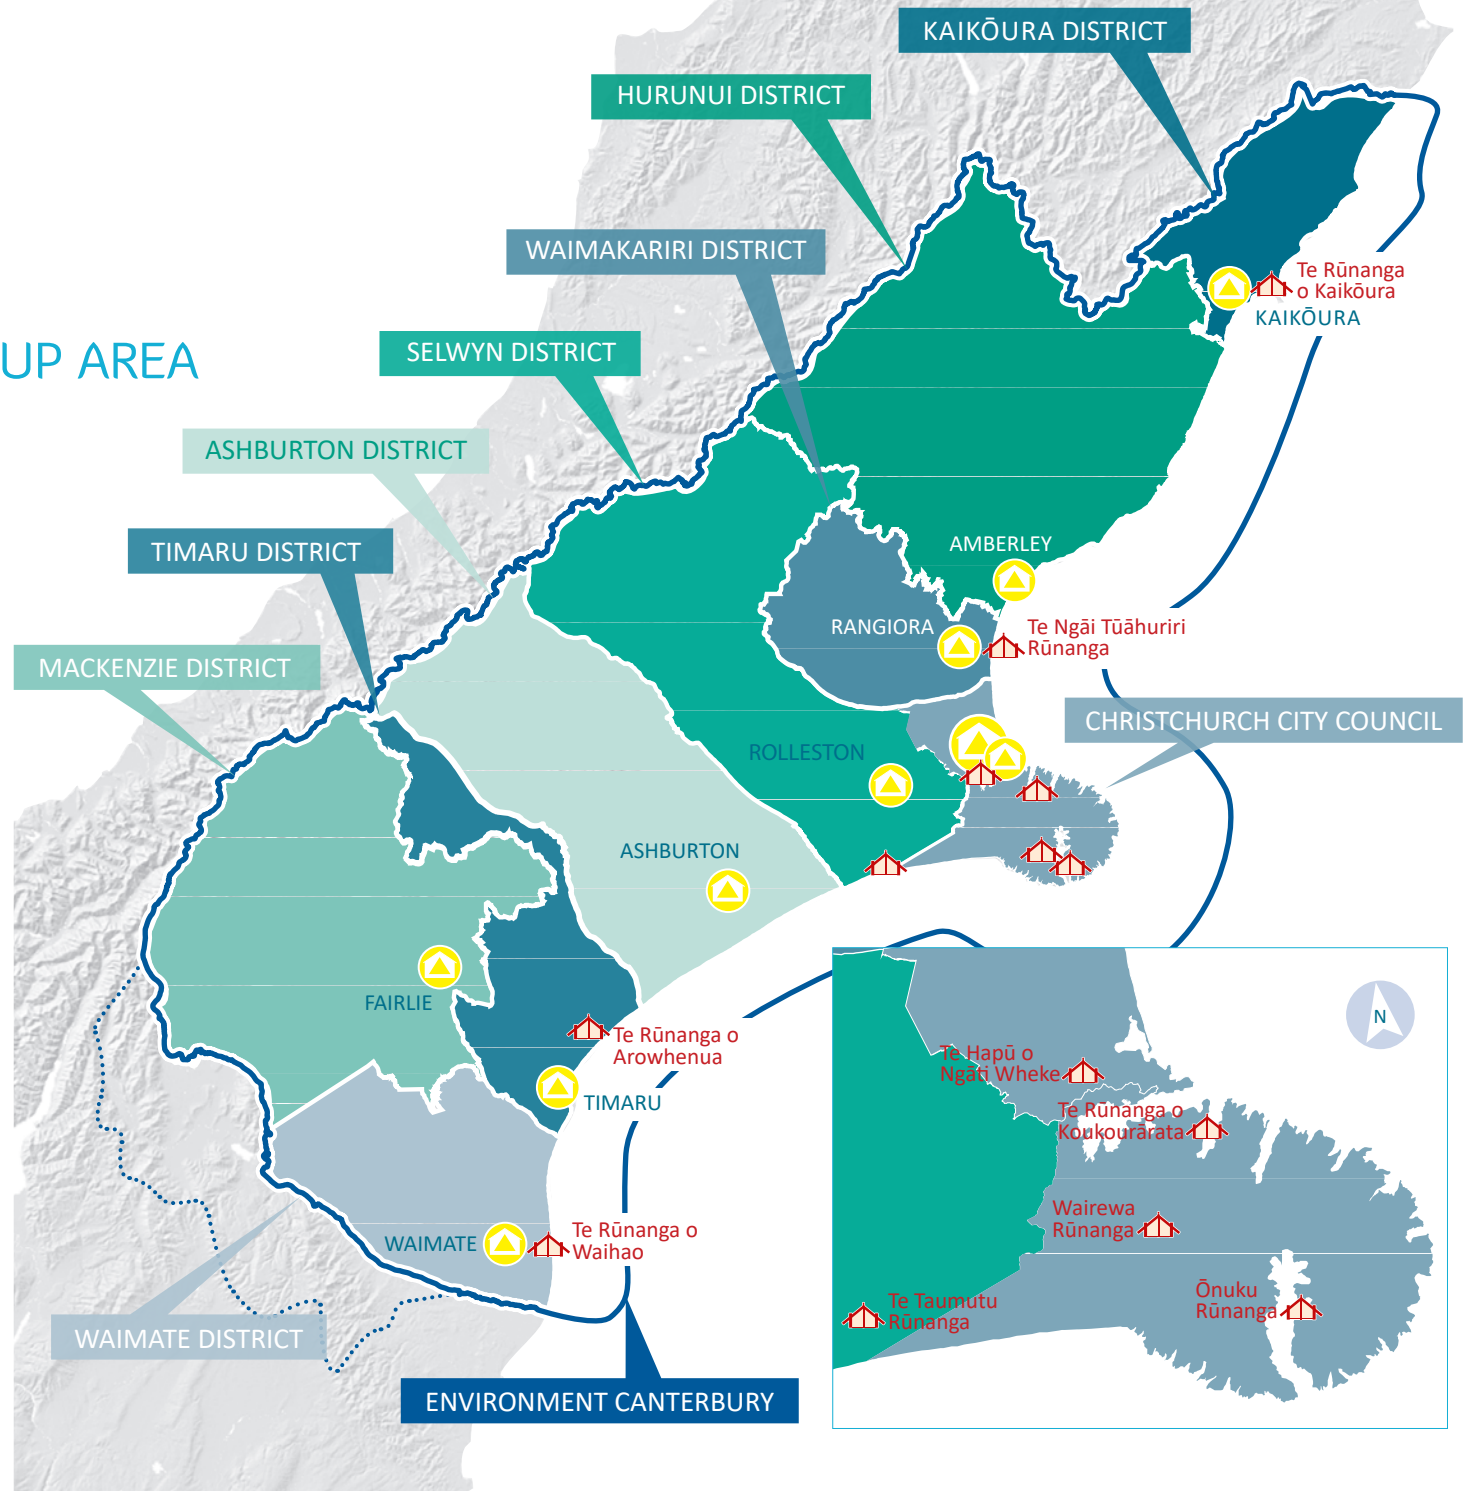 KAIKŌURA DISTRICT
HURUNUI DISTRICT
WAIMAKARIRI DISTRICT
Te Rūnanga
o Kaikōura
KAIKŌURA
UP AREA
SELWYN DISTRICT
ASHBURTON DISTRICT
TIMARU DISTRICT
AMBERLEY
RANGIORA
Te Ngāi Tūāhuriri
Rūnanga
MACKENZIE DISTRICT
CHRISTCHURCH CITY COUNCIL
ROLLESTON
ASHBURTON
FAIRLIE
Te Rūnanga o
Arowhenua
TIMARU
N
Te Hapū o
Ngāti Wheke
Te Rūnanga o
Koukourārata
Wairewa
Rūnanga
WAIMATE
Te Rūnanga o
Waihao
Ōnuku
Rūnanga
Te Taumutu
Rūnanga
WAIMATE DISTRICT
ENVIRONMENT CANTERBURY